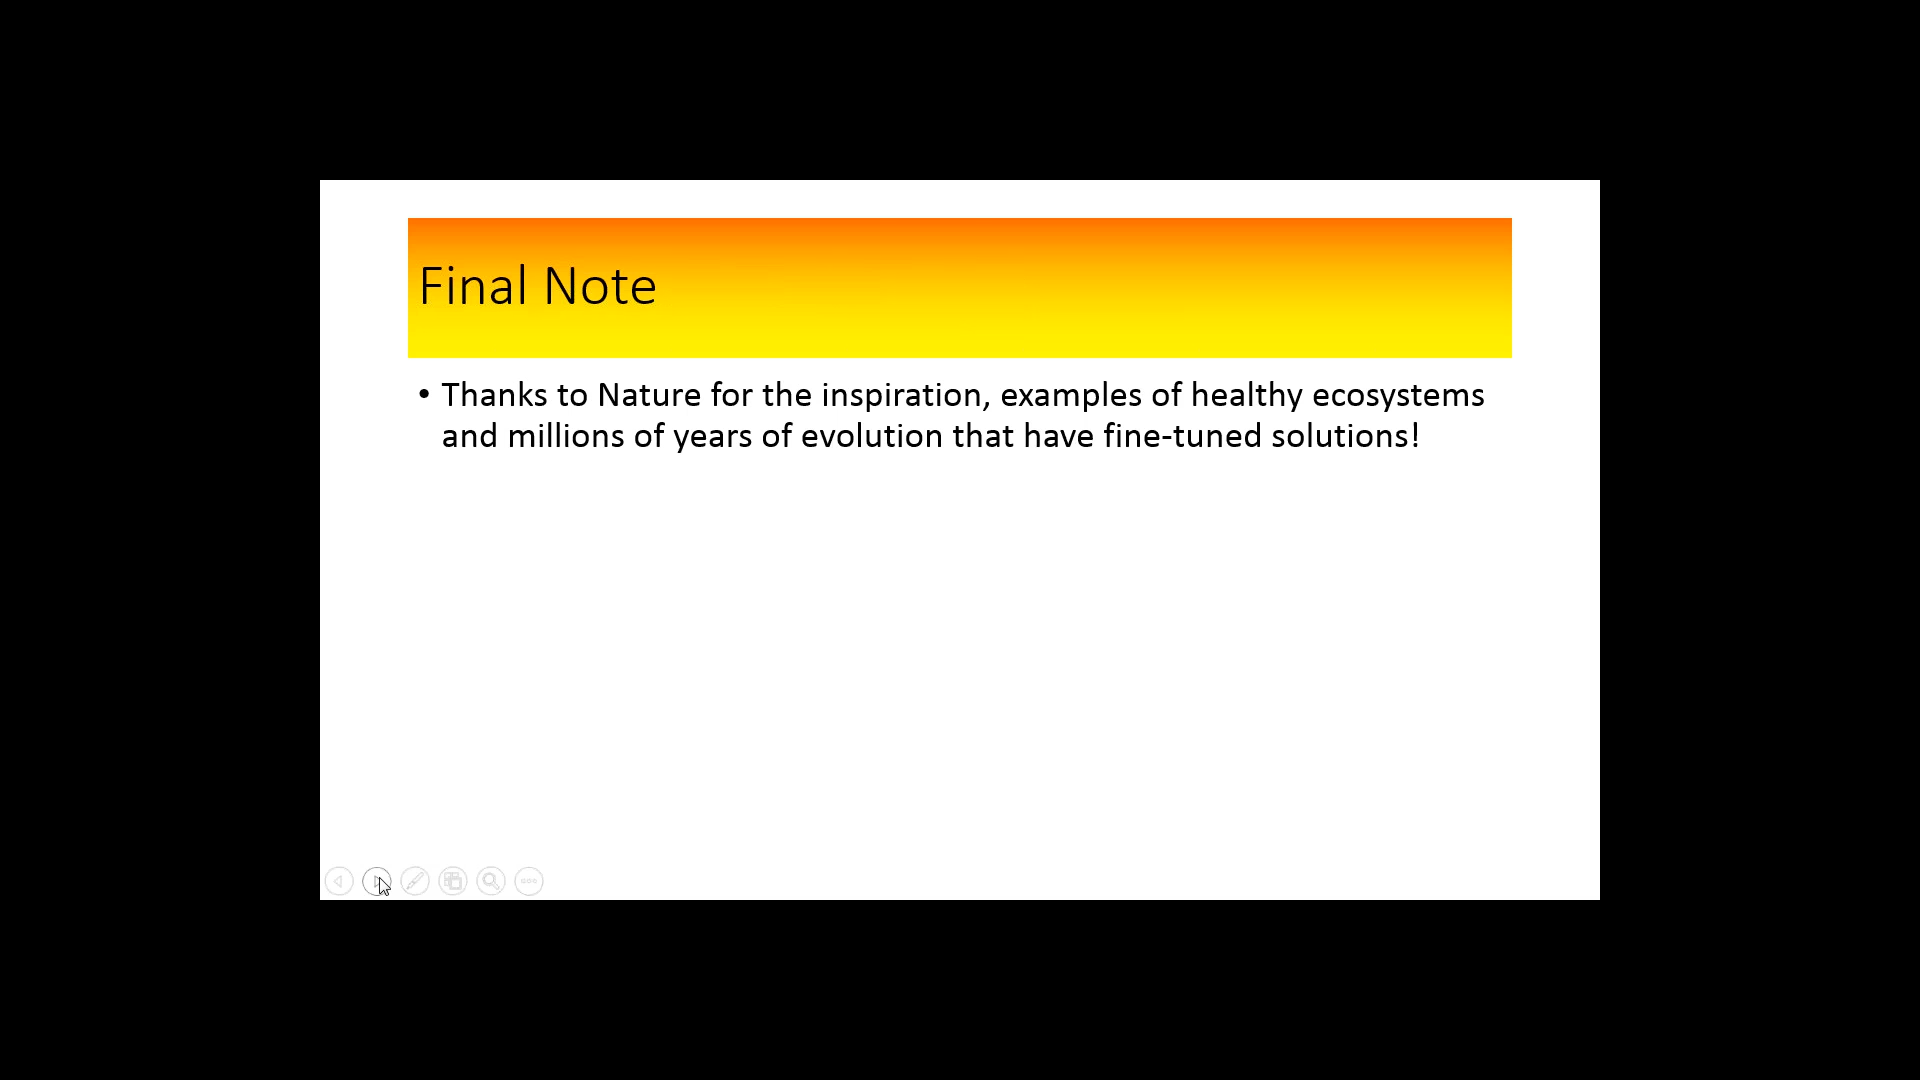 Final Note
• Thanks to Nature for the inspiration, examples of healthy ecosystems
and millions of years of evolution that have fine-tuned solutions!